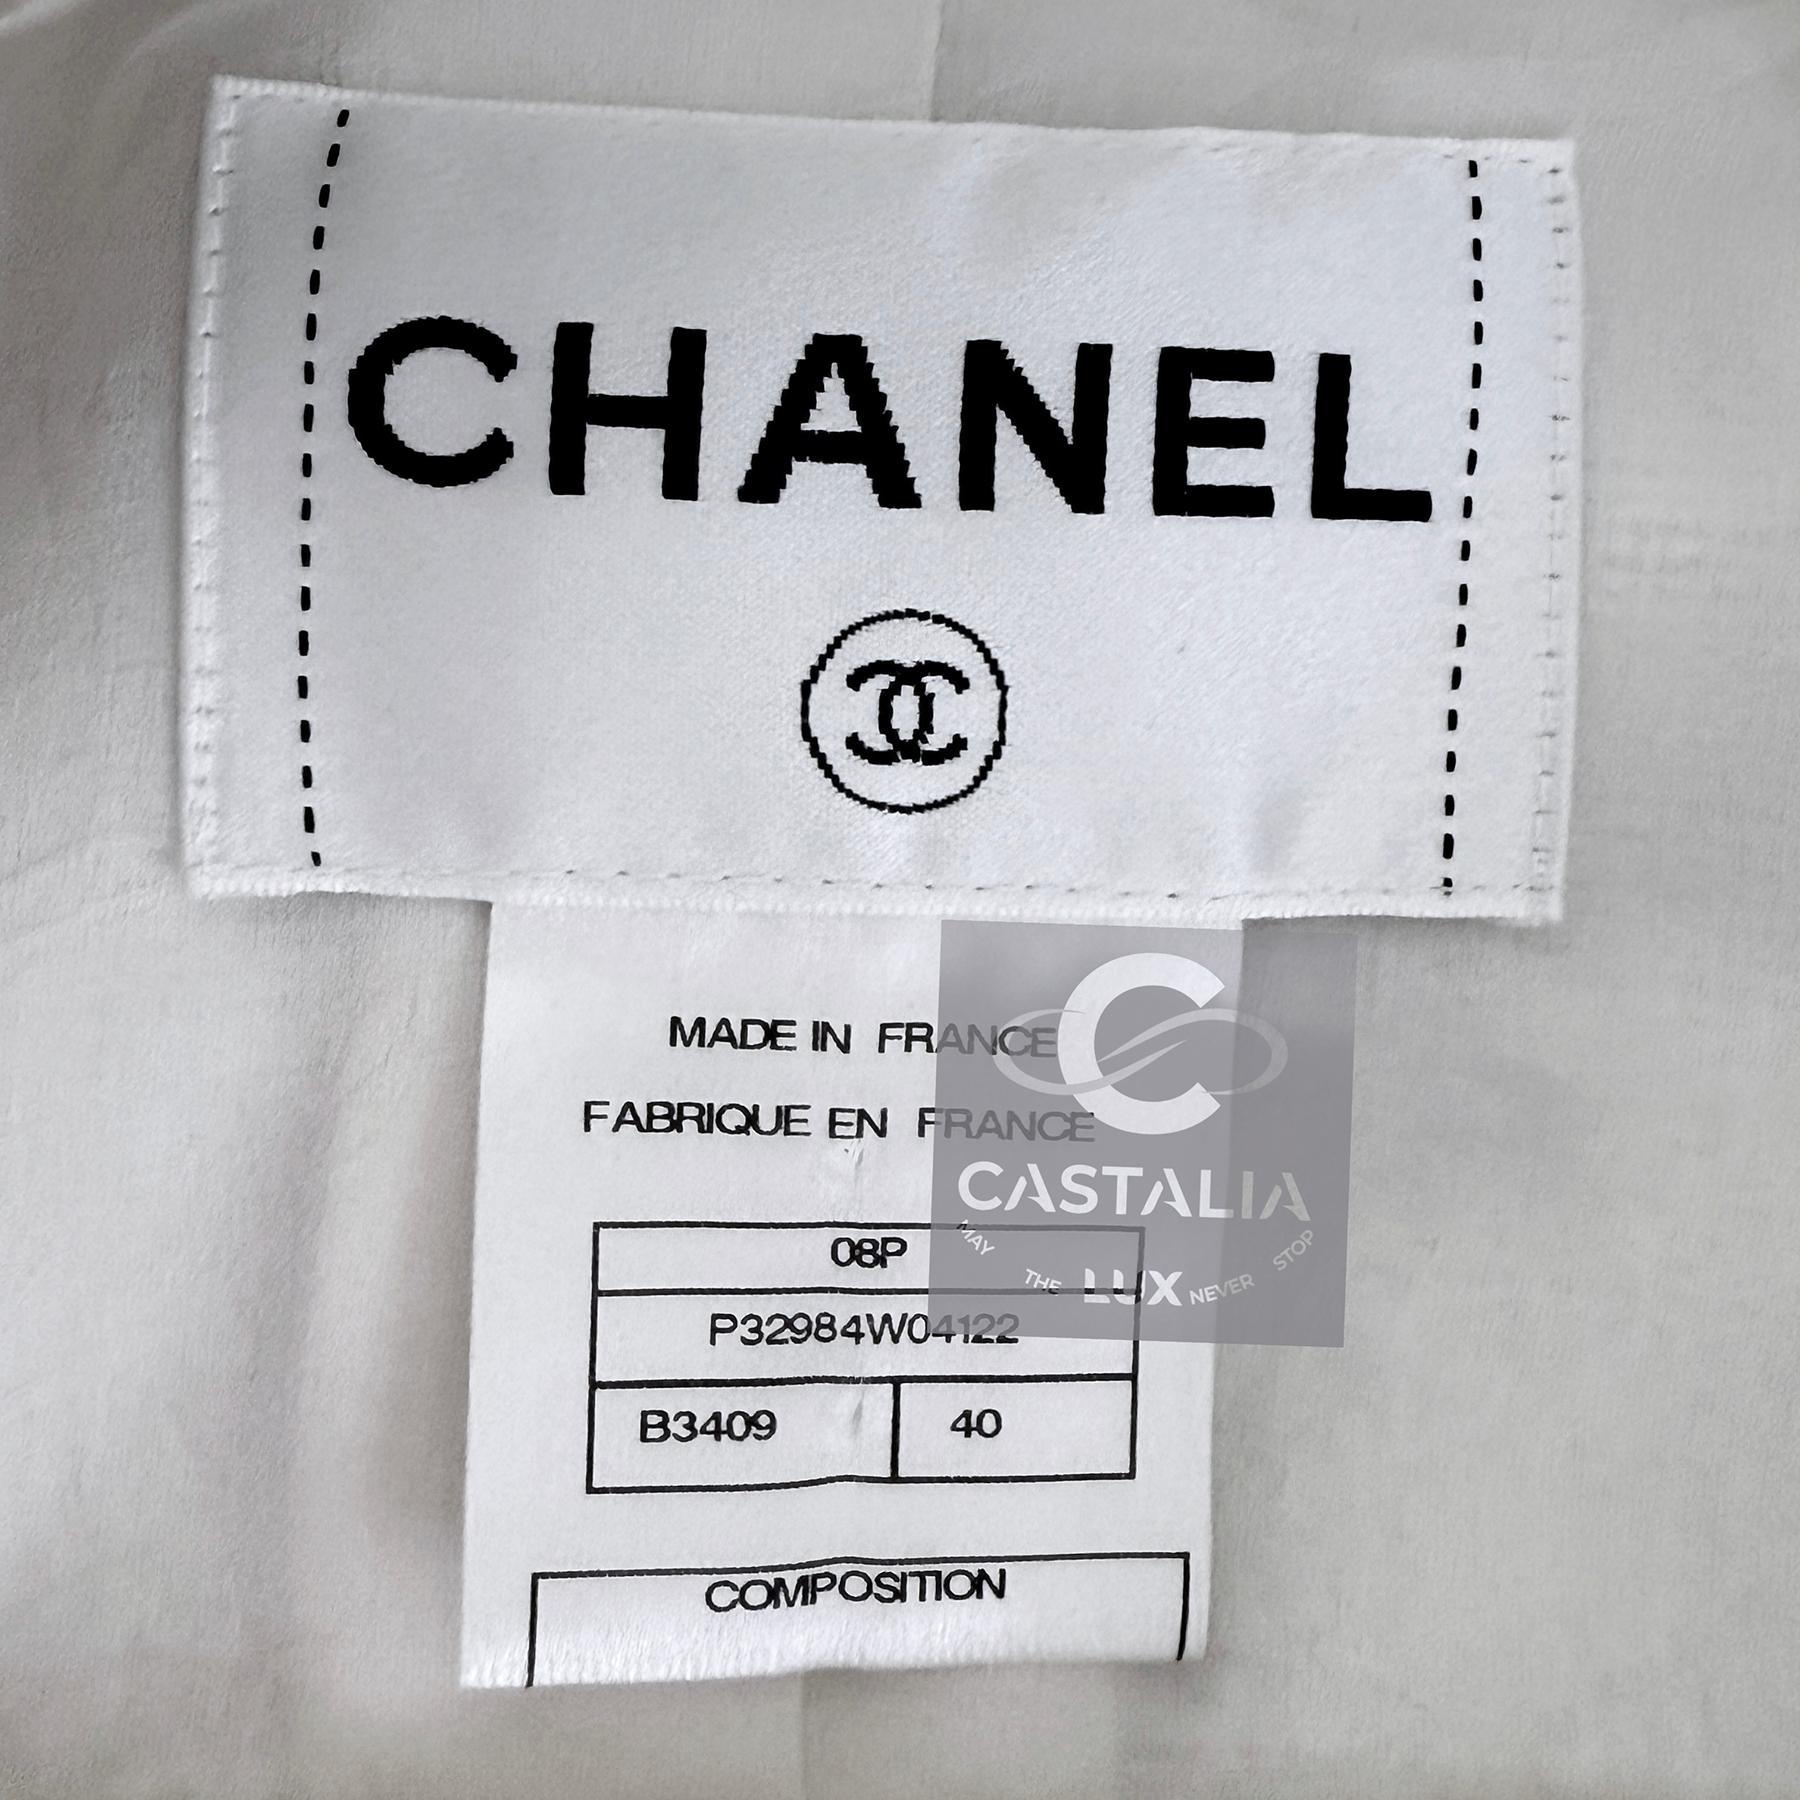 CHANEL
MADE IN FRANCE
FABRIQUE EN FRANCE
CASTALIA
MAY THE LUX NEVER STOP
08P
P32984W04122
B3409 40
COMPOSITION